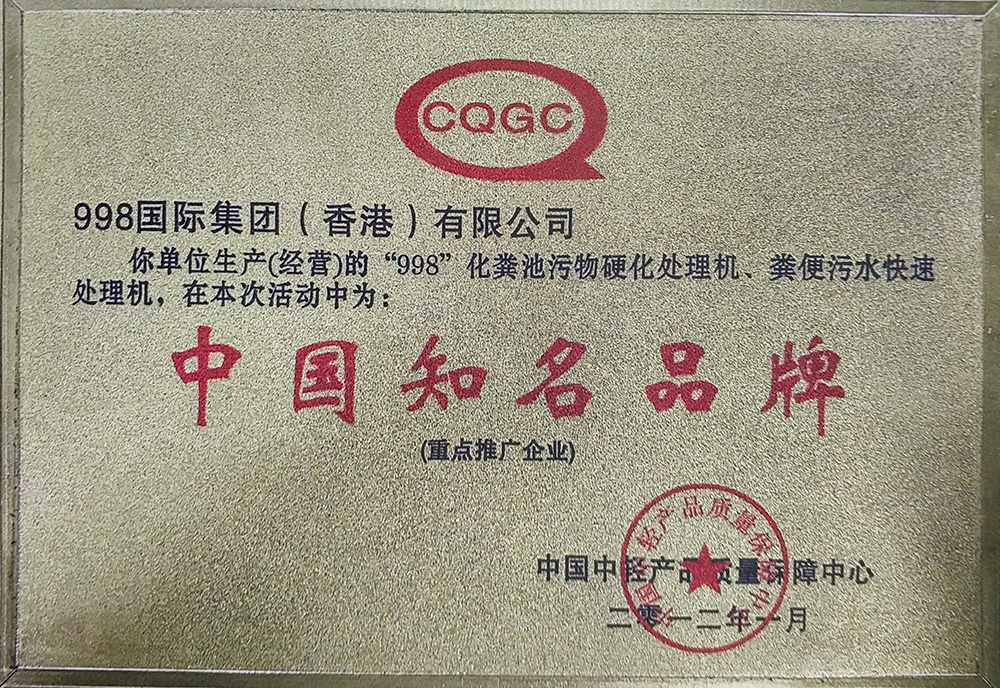 CQGC
998国际集团（香港）有限公司
你单位生产(经营)的“998”化粪池污物硬化处理机、粪便污水快速
处理机，在本次活动中为：
中国知名品牌
(重点推广企业)
中国中轻产品质量保障中心
二零一二年一月